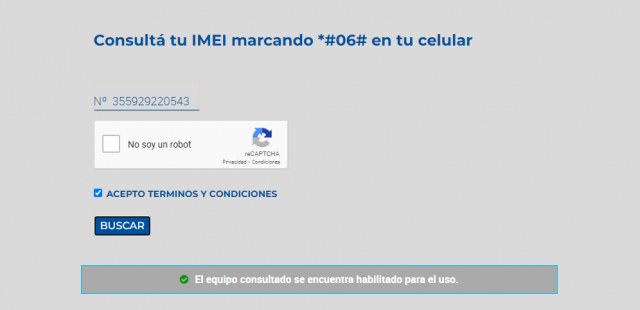 Consultá tu IMEI marcando *#06# en tu celular
Nº 355929220543
No soy un robot
reCAPTCHA
Privacidad - Condiciones
ACEPTO TERMINOS Y CONDICIONES
BUSCAR
El equipo consultado se encuentra habilitado para el uso.